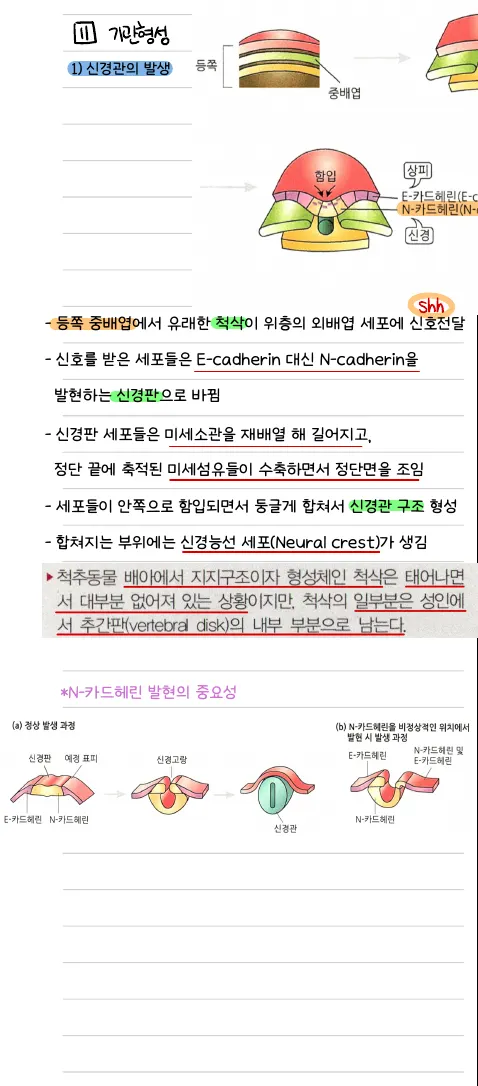 11 기관형성
1) 신경관의 발생
등쪽
중배엽
함입
상피
E-카드헤린(E-c
N-카드헤린(N-
신경
Shh
- 등쪽 중배엽에서 유래한 척삭이 위층의 외배엽 세포에 신호전달
- 신호를 받은 세포들은 E-cadherin 대신 N-cadherin을
발현하는 신경판으로 바뀜
- 신경판 세포들은 미세소관을 재배열 해 길어지고,
정단 끝에 축적된 미세섬유들이 수축하면서 정단면을 조임
- 세포들이 안쪽으로 함입되면서 둥글게 합쳐서 신경관 구조 형성
- 합쳐지는 부위에는 신경능선 세포(Neural crest)가 생김
▶ 척추동물 배아에서 지지구조이자 형성체인 척삭은 태어나면
서 대부분 없어져 있는 상황이지만, 척삭의 일부분은 성인에
서 추간판(vertebral disk)의 내부 부분으로 남는다.
*N-카드헤린 발현의 중요성
(a) 정상 발생 과정
신경판 예정 표피
E-카드헤린 N-카드헤린
신경고랑
신경관
(b) N-카드헤린을 비정상적인 위치에서
발현 시 발생 과정
E-카드헤린
N-카드헤린 및
E-카드헤린
N-카드헤린